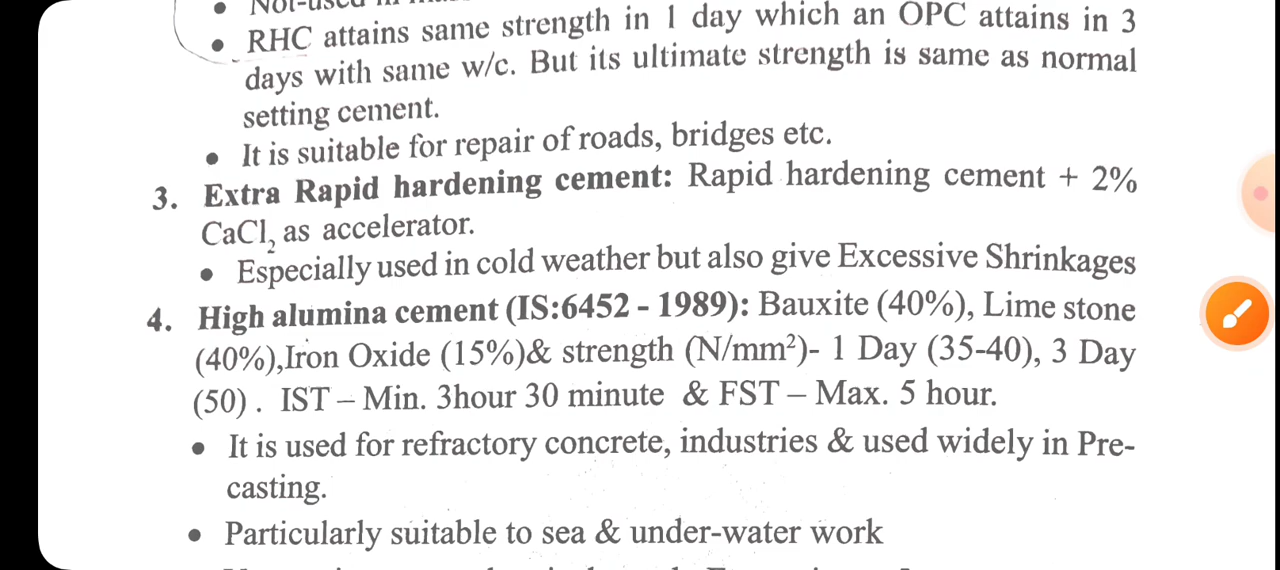 • Not-used in
• RHC attains same strength in 1 day which an OPC attains in 3
days with same w/c. But its ultimate strength is same as normal
setting cement.
• It is suitable for repair of roads, bridges etc.
3. Extra Rapid hardening cement: Rapid hardening cement + 2%
CaCl₂ as accelerator.
• Especially used in cold weather but also give Excessive Shrinkages
4. High alumina cement (IS:6452 - 1989): Bauxite (40%), Lime stone
(40%),Iron Oxide (15%)& strength (N/mm²)- 1 Day (35-40), 3 Day
(50) . IST – Min. 3hour 30 minute & FST – Max. 5 hour.
• It is used for refractory concrete, industries & used widely in Pre-
casting.
• Particularly suitable to sea & under-water work